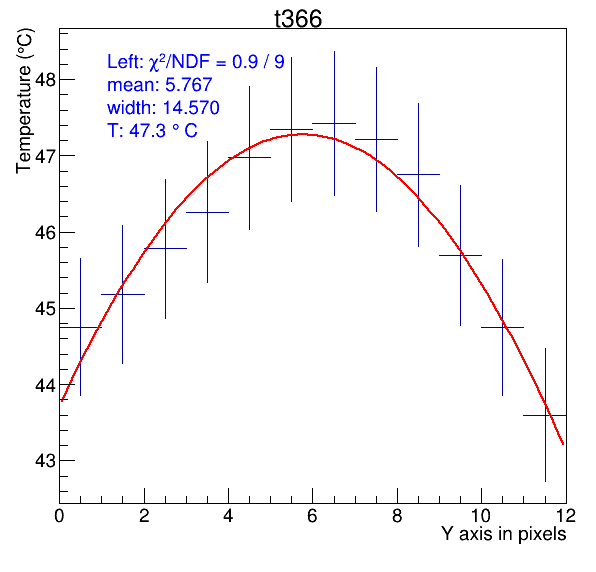 t366
Temperature (°C)
Left: χ²/NDF = 0.9 / 9
mean: 5.767
width: 14.570
T: 47.3 ° C
48
47
46
45
44
43
0 2 4 6 8 10 12
Y axis in pixels